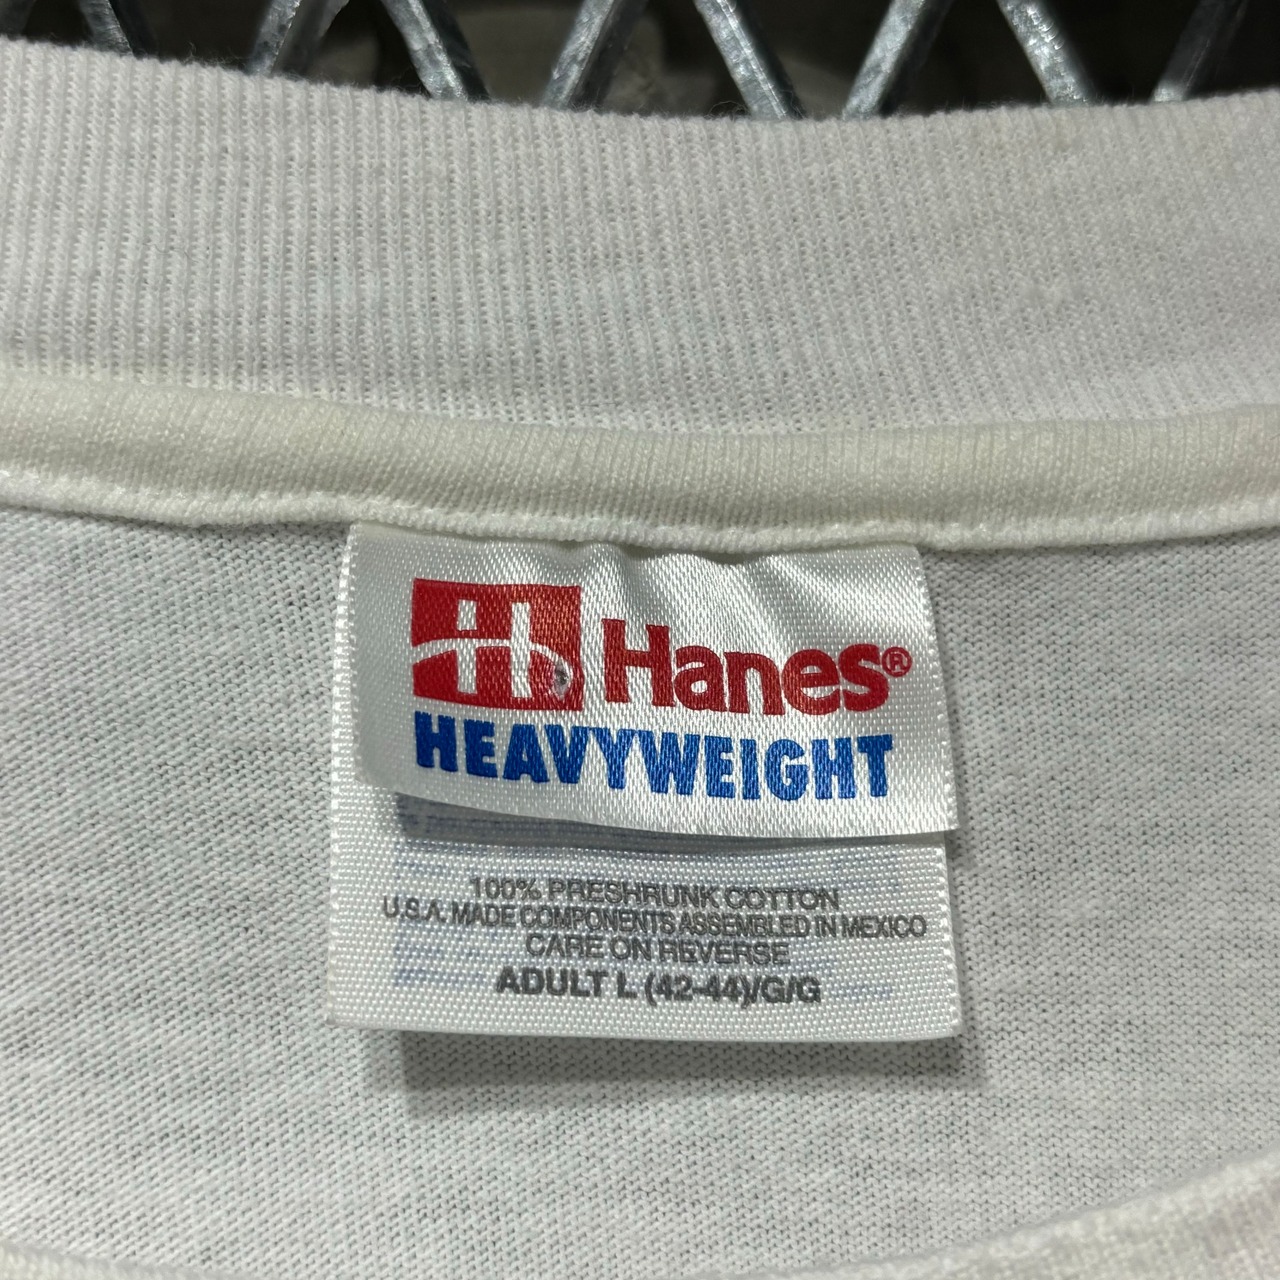 Hanes®
HEAVYWEIGHT
100% PRESHRUNK COTTON
U.S.A. MADE COMPONENTS ASSEMBLED IN MEXICO
CARE ON REVERSE
ADULT L (42-44)/G/G